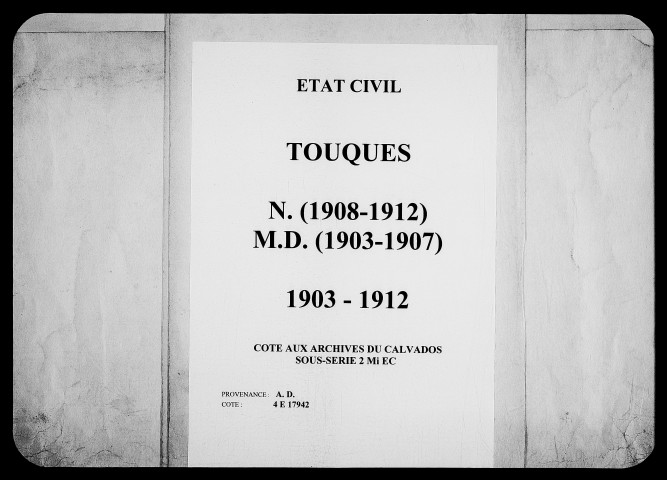 ETAT CIVIL
TOUQUES
N. (1908-1912)
M.D. (1903-1907)
1903 - 1912
COTE AUX ARCHIVES DU CALVADOS
SOUS-SERIE 2 Mi EC
PROVENANCE : A. D.
COTE : 4 E 17942